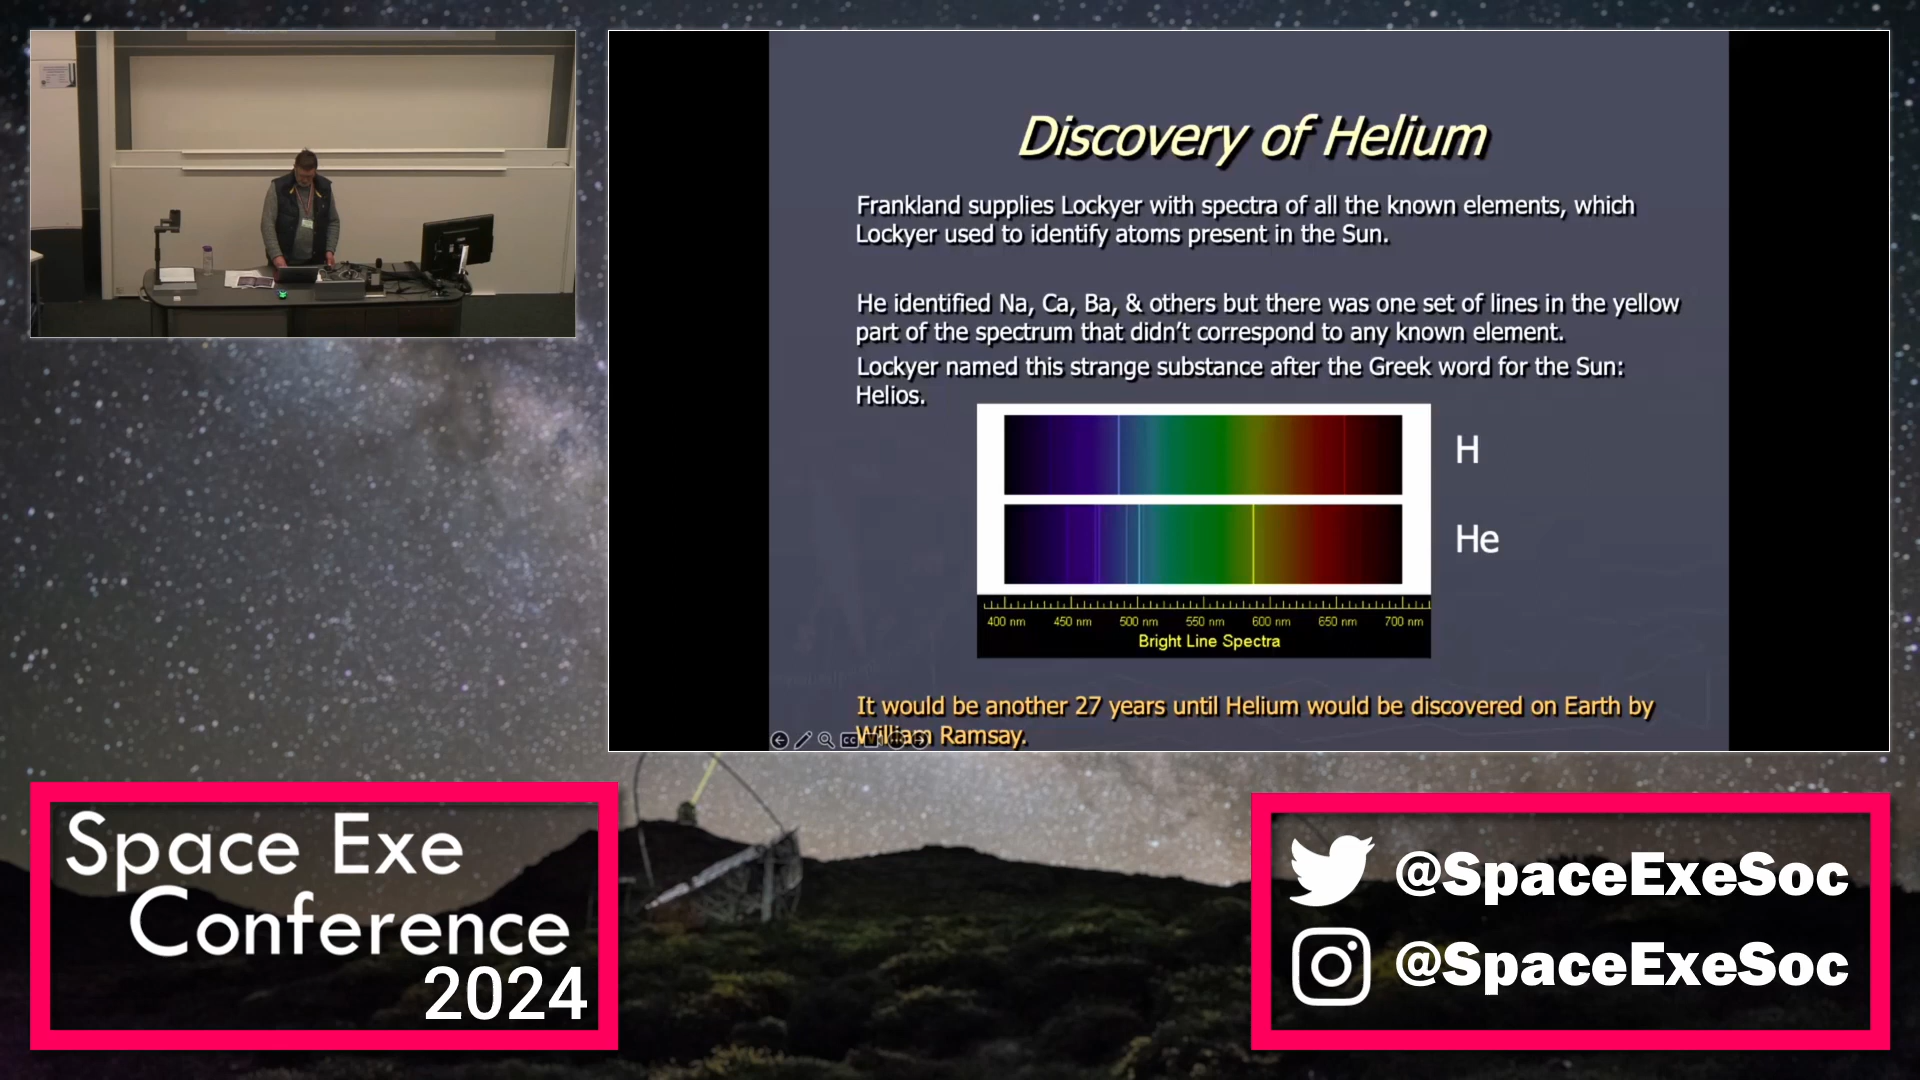 Discovery of Helium
Frankland supplies Lockyer with spectra of all the known elements, which
Lockyer used to identify atoms present in the Sun.
He identified Na, Ca, Ba, & others but there was one set of lines in the yellow
part of the spectrum that didn't correspond to any known element.
Lockyer named this strange substance after the Greek word for the Sun:
Helios.
H
He
400 nm 450 nm 500 nm 550 nm 600 nm 650 nm 700 nm
Bright Line Spectra
It would be another 27 years until Helium would be discovered on Earth by
William Ramsay.
CC
Space Exe
Conference
2024
@SpaceExeSoc
@SpaceExeSoc